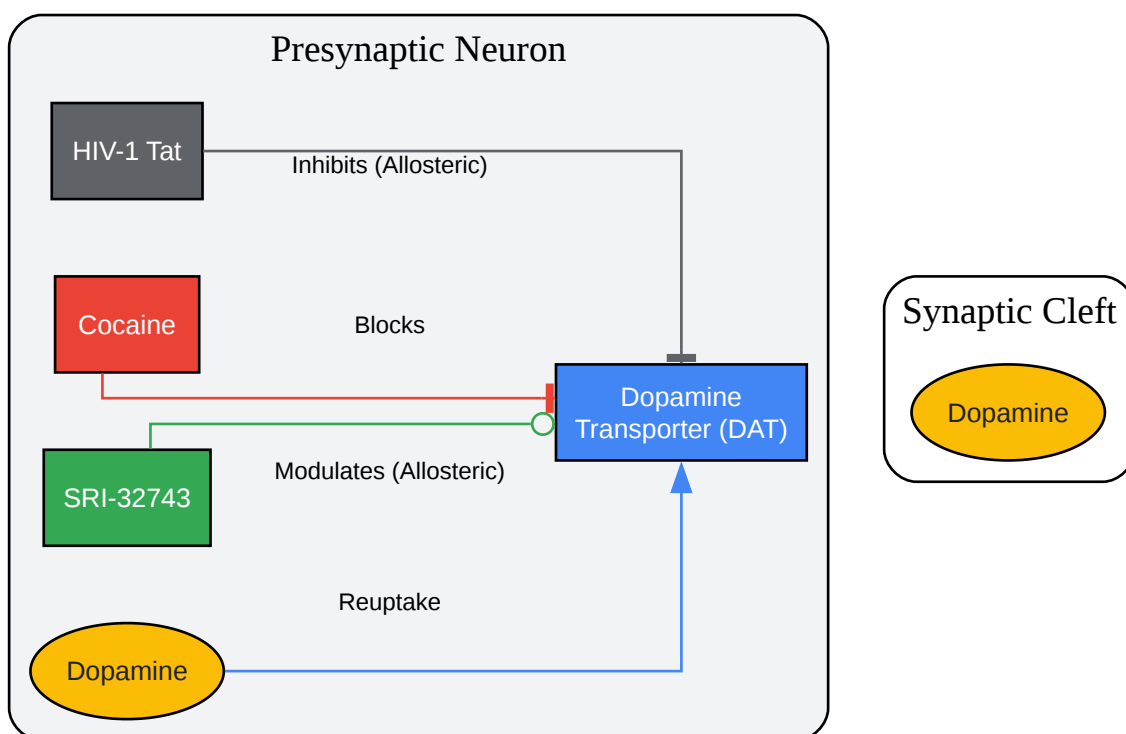 Presynaptic Neuron
HIV-1 Tat
Inhibits (Allosteric)
Cocaine
Blocks
Dopamine
Transporter (DAT)
Modulates (Allosteric)
SRI-32743
Reuptake
Dopamine
Synaptic Cleft
Dopamine